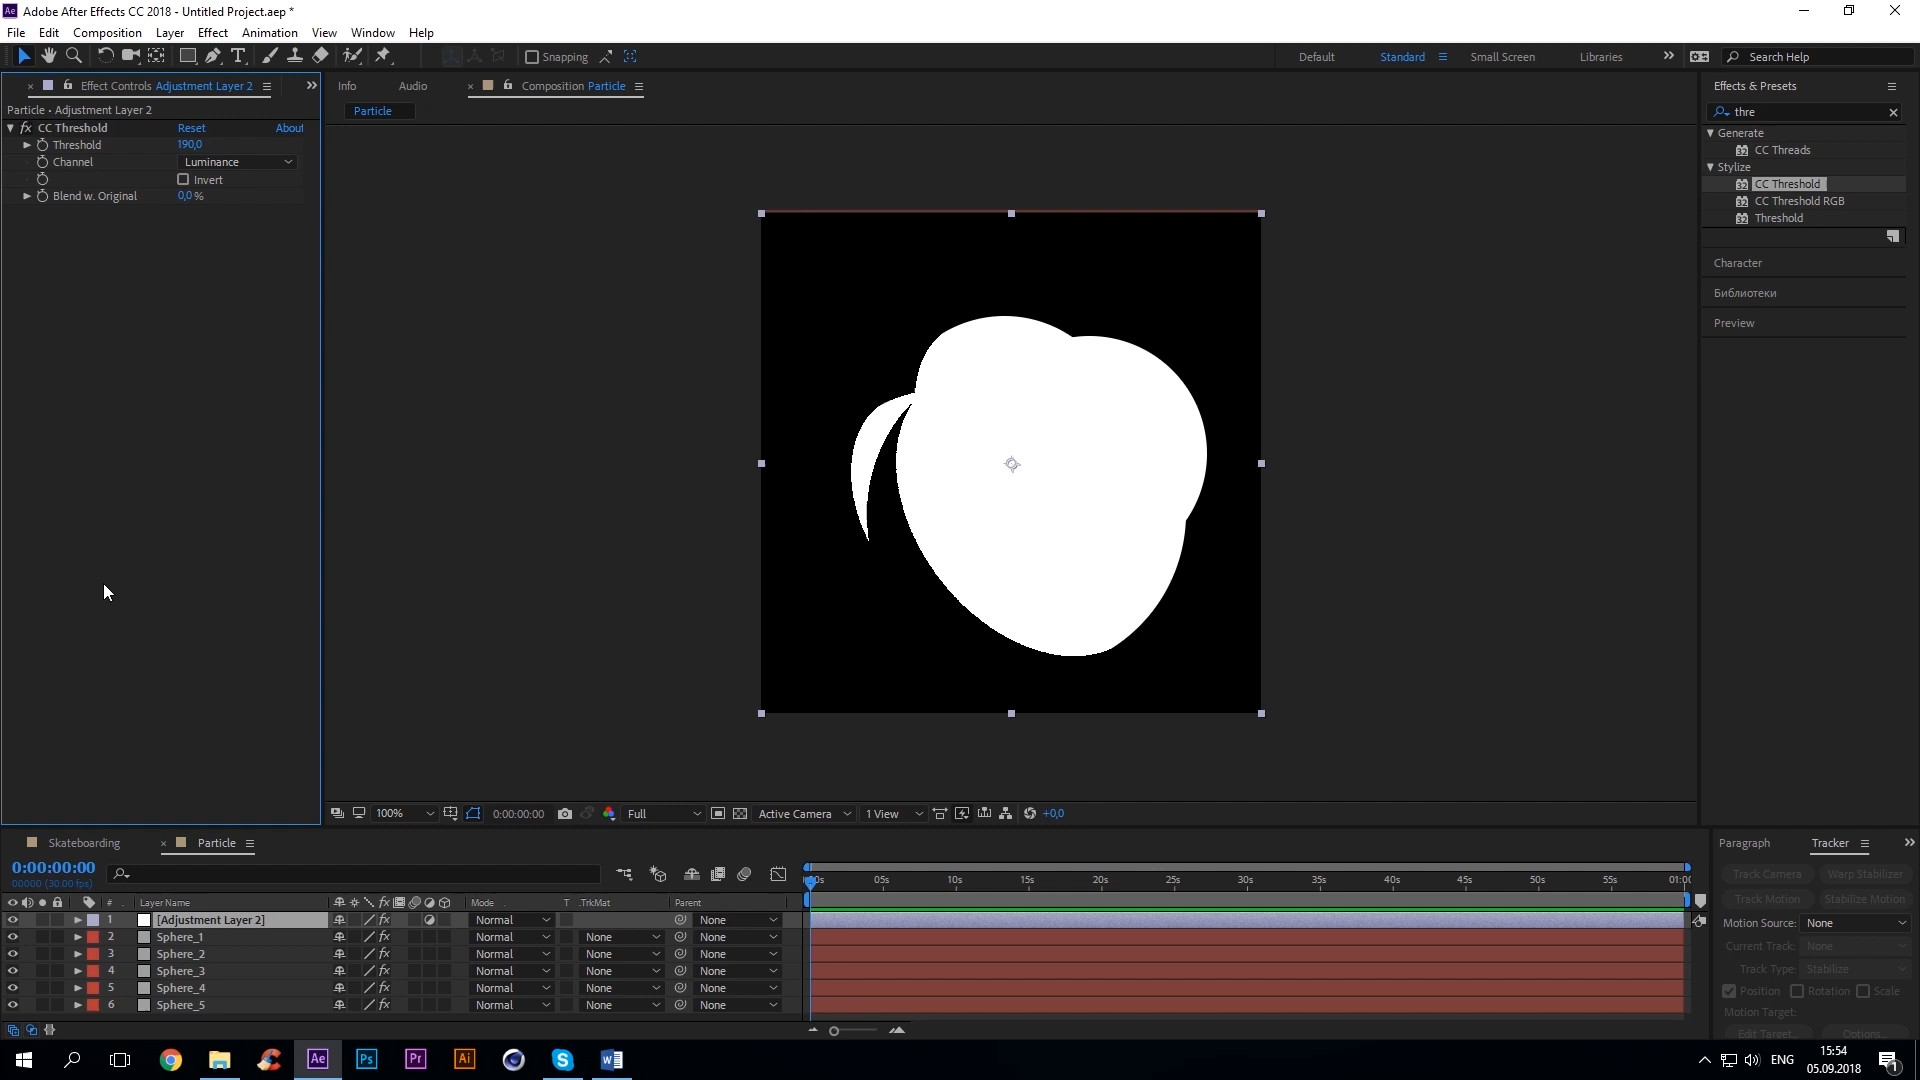 Adobe After Effects CC 2018 - Untitled Project.aep *
File Edit Composition Layer Effect Animation View Window Help
Snapping Default Standard Small Screen Libraries Search Help
Effect Controls Adjustment Layer 2
Info Audio Composition Particle
Effects & Presets
Particle • Adjustment Layer 2
Particle
thre
CC Threshold Reset About
Threshold 190,0
Channel Luminance
Invert
Blend w. Original 0,0 %
Generate
CC Threads
Stylize
CC Threshold
CC Threshold RGB
Threshold
Character
Библиотеки
Preview
100% 0:00:00:00 Full Active Camera 1 View +0,0
Skateboarding Particle
Paragraph Tracker
0:00:00:00
00000 (30.00 fps)
05s 10s 15s 20s 25s 30s 35s 40s 45s 50s 55s
Track Camera Warp Stabilizer
Track Motion Stabilize Motion
# Layer Name Mode T .TrkMat Parent
1 [Adjustment Layer 2] Normal None
2 Sphere_1 Normal None None
3 Sphere_2 Normal None None
4 Sphere_3 Normal None None
5 Sphere_4 Normal None None
6 Sphere_5 Normal None None
Motion Source: None
Current Track: None
Track Type: Stabilize
Position Rotation Scale
Motion Target:
Edit Target... Options...
Ae Ps Pr Ai
ENG
15:54
05.09.2018
1